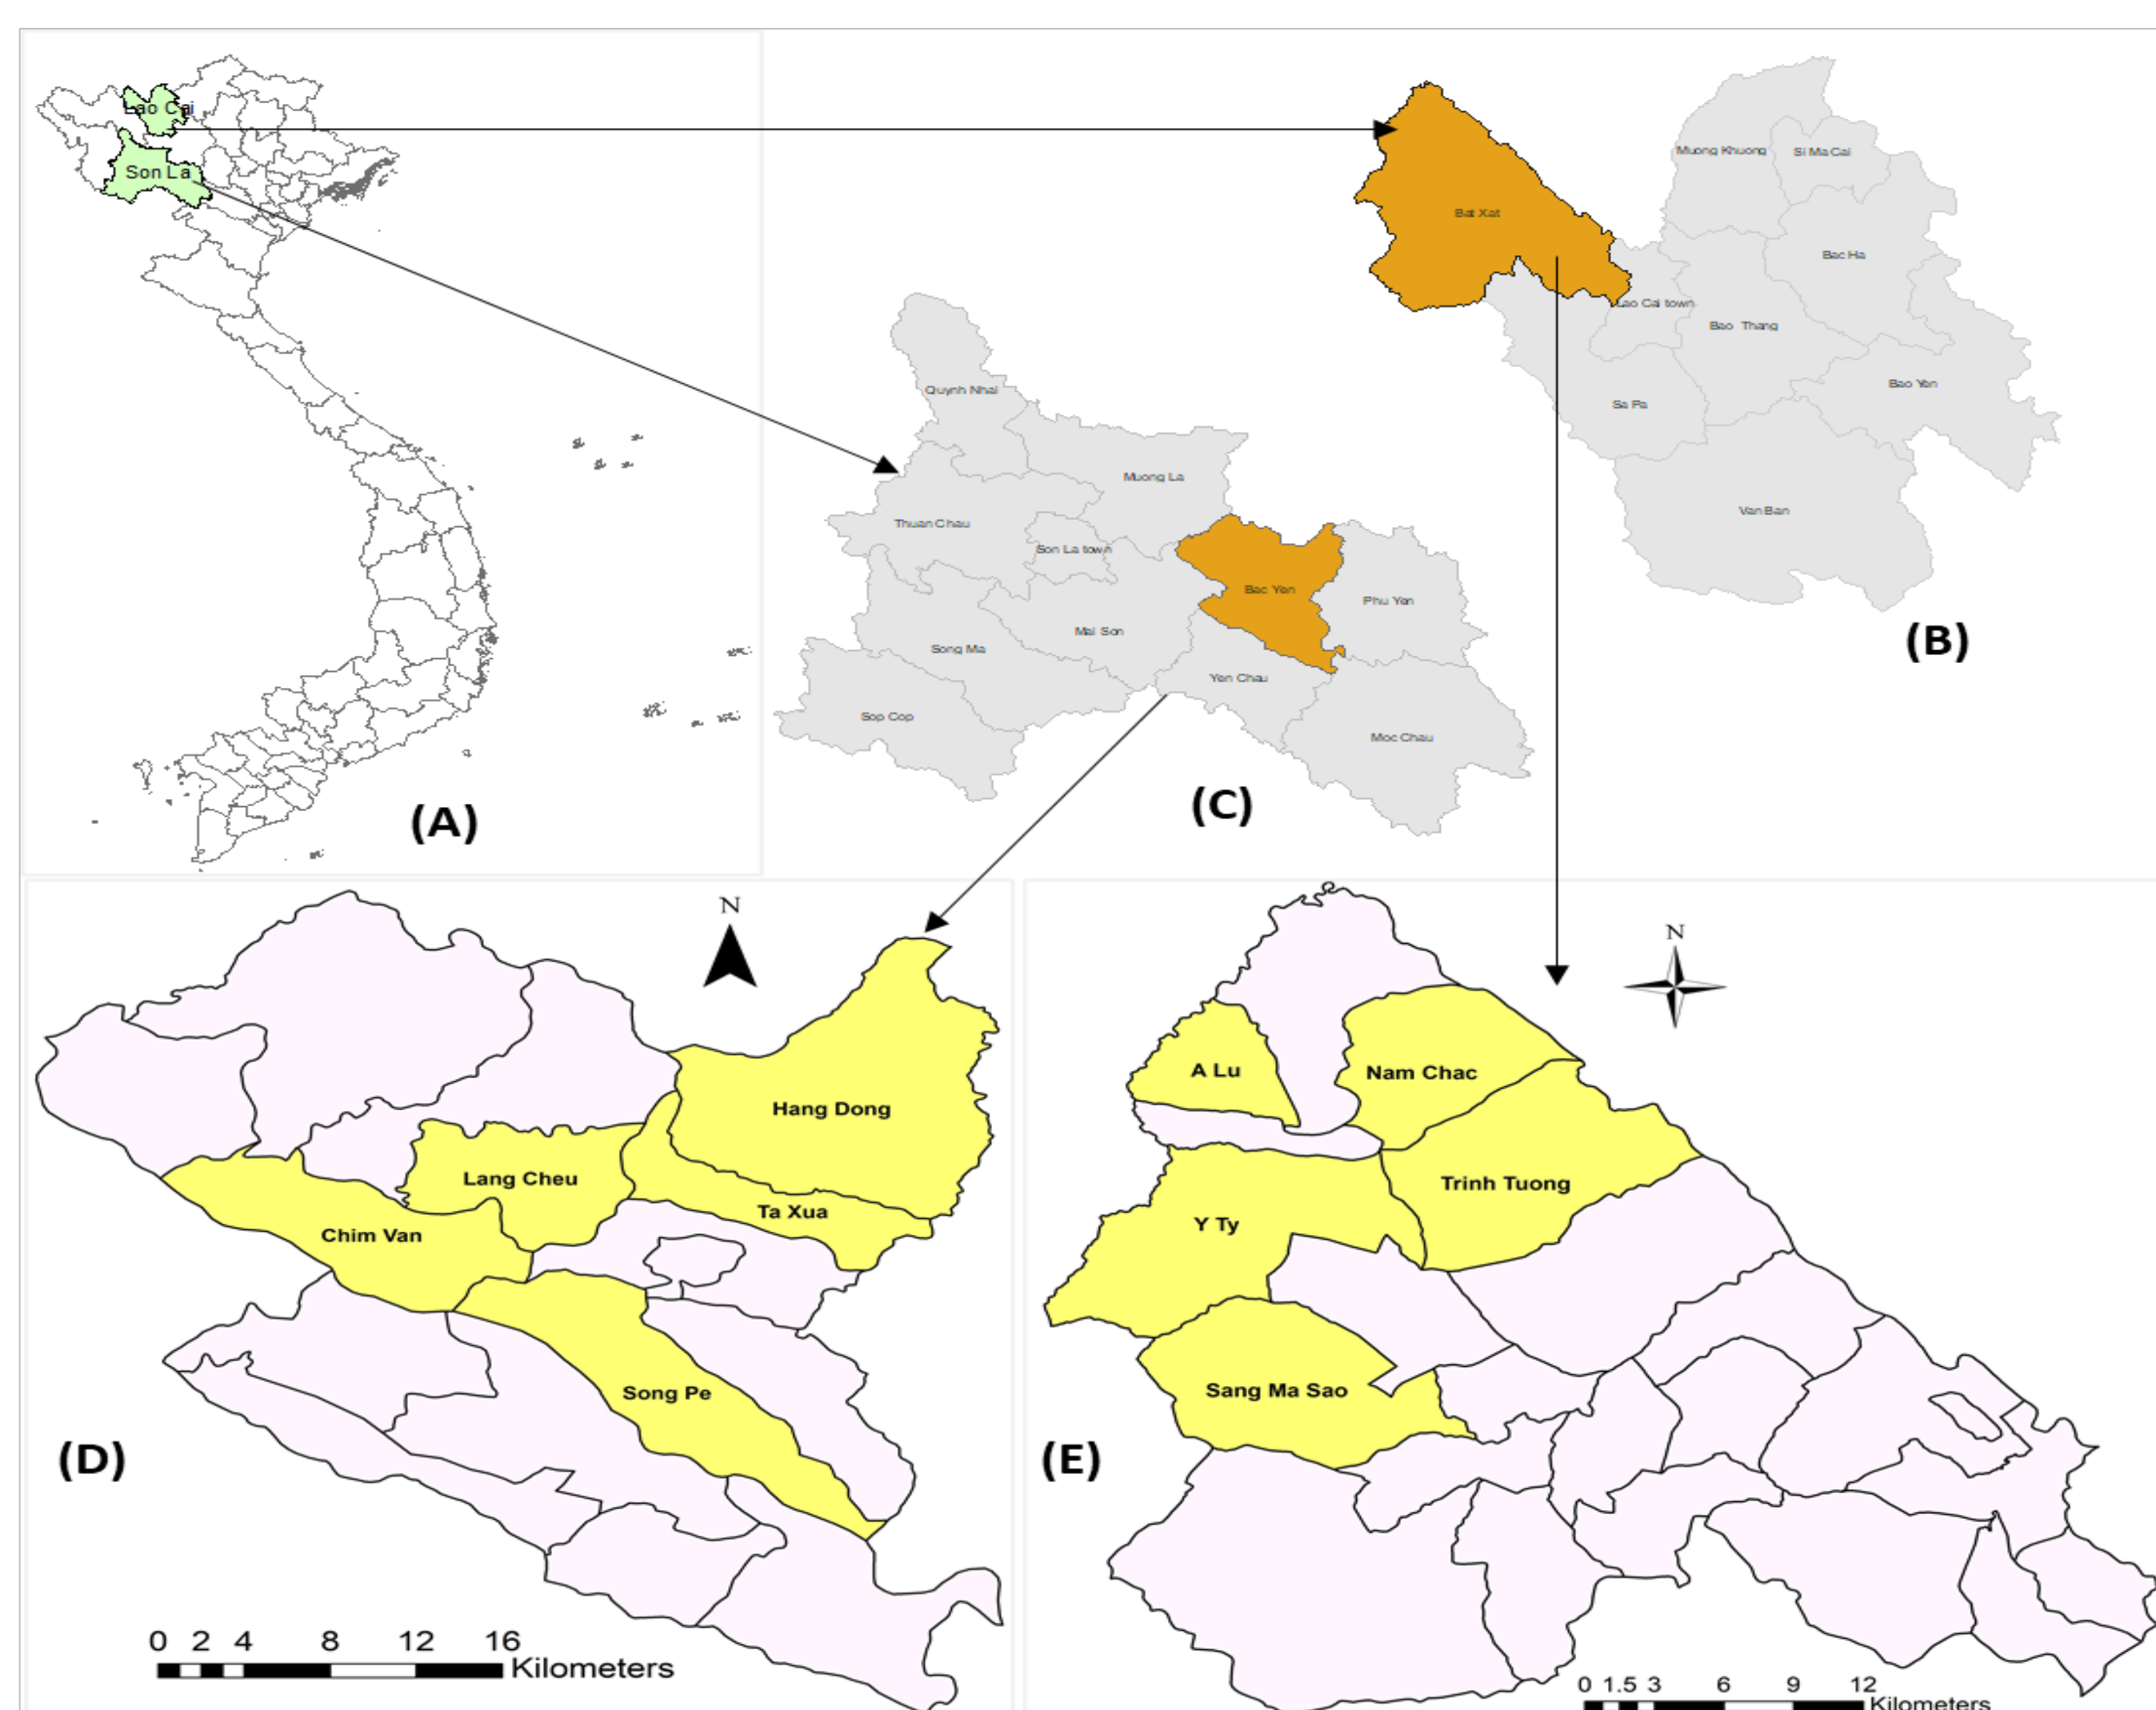 Lao Cai
Son La
(A)
Bat Xat
Muong Khuong
Si Ma Cai
Bac Ha
Lao Cai town
Bao Thang
Bao Yen
Sa Pa
Van Ban
(B)
Quynh Nhai
Muong La
Thuan Chau
Son La town
Bac Yen
Phu Yen
Mai Son
Song Ma
Yen Chau
Sop Cop
Moc Chau
(C)
N
Hang Dong
Lang Cheu
Ta Xua
Chim Van
Song Pe
(D)
0 2 4 8 12 16
Kilometers
N
A Lu
Nam Chac
Trinh Tuong
Y Ty
Sang Ma Sao
(E)
0 1.5 3 6 9 12
Kilometers